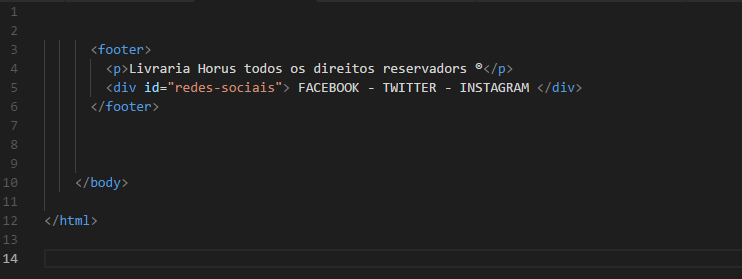 1
2
3 <footer>
4 <p>Livraria Horus todos os direitos reservadors ®</p>
5 <div id="redes-sociais"> FACEBOOK - TWITTER - INSTAGRAM </div>
6 </footer>
7
8
9
10 </body>
11
12 </html>
13
14